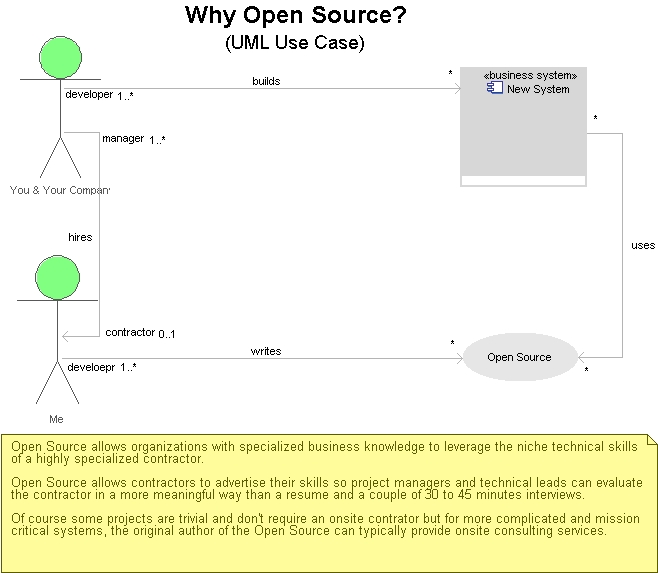 Why Open Source?
(UML Use Case)
«business system»
New System
builds
*
developer 1..*
*
manager 1..*
You & Your Company
hires
uses
contractor 0..1
writes
*
Open Source
develoepr 1..*
*
Me
Open Source allows organizations with specialized business knowledge to leverage the niche technical skills
of a highly specialized contractor.
Open Source allows contractors to advertise their skills so project managers and technical leads can evaluate
the contractor in a more meaningful way than a resume and a couple of 30 to 45 minutes interviews.
Of course some projects are trivial and don't require an onsite contrator but for more complicated and mission
critical systems, the original author of the Open Source can typically provide onsite consulting services.